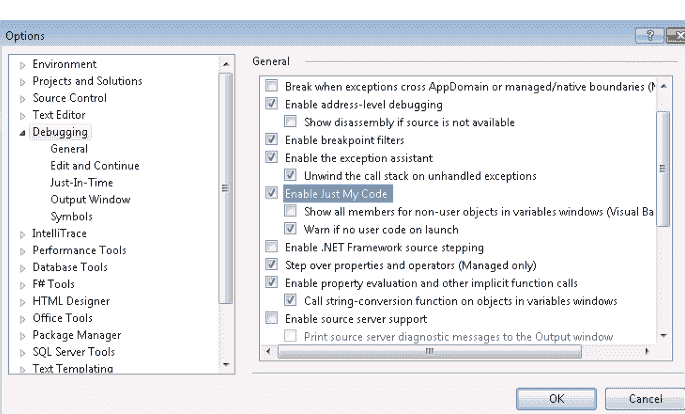 Options
Environment
Projects and Solutions
Source Control
Text Editor
Debugging
General
Edit and Continue
Just-In-Time
Output Window
Symbols
IntelliTrace
Performance Tools
Database Tools
F# Tools
HTML Designer
Office Tools
Package Manager
SQL Server Tools
Text Templating
General
Break when exceptions cross AppDomain or managed/native boundaries (M
Enable address-level debugging
Show disassembly if source is not available
Enable breakpoint filters
Enable the exception assistant
Unwind the call stack on unhandled exceptions
Enable Just My Code
Show all members for non-user objects in variables windows (Visual Ba
Warn if no user code on launch
Enable .NET Framework source stepping
Step over properties and operators (Managed only)
Enable property evaluation and other implicit function calls
Call string-conversion function on objects in variables windows
Enable source server support
Print source server diagnostic messages to the Output window
OK
Cancel